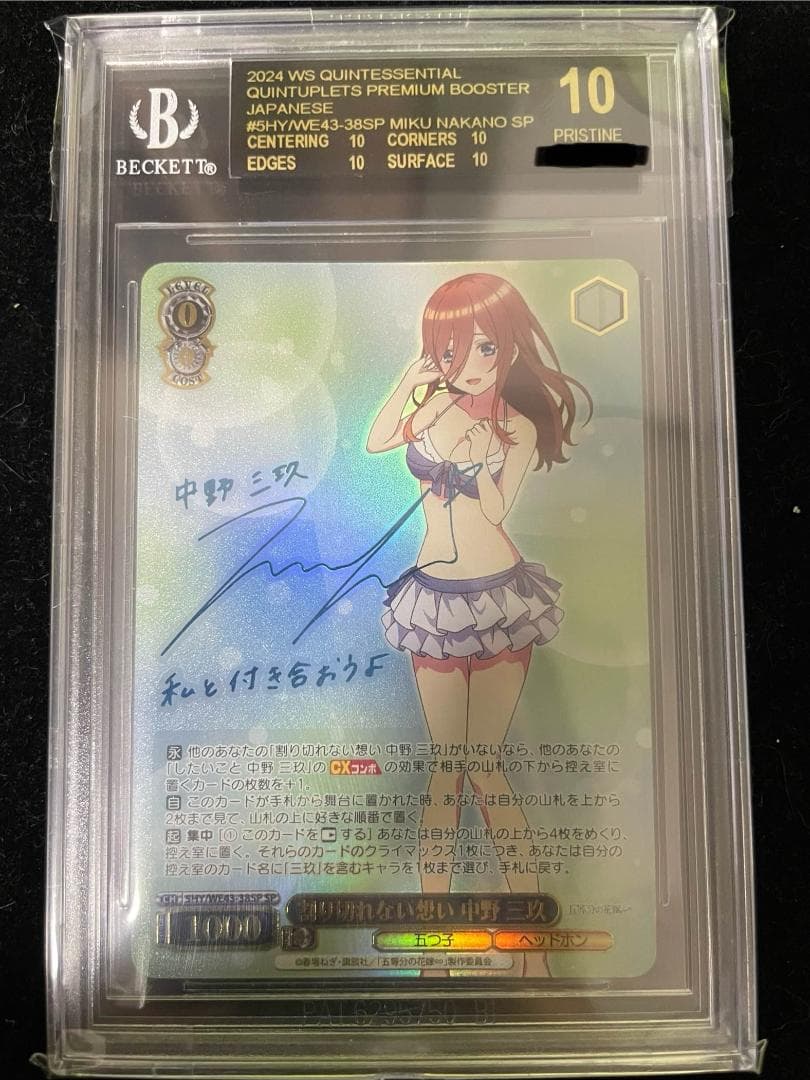 BECKETT®
2024 WS QUINTESSENTIAL
QUINTUPLETS PREMIUM BOOSTER
JAPANESE
#5HY/WE43-38SP MIKU NAKANO SP
CENTERING 10 CORNERS 10
EDGES 10 SURFACE 10
10
PRISTINE
LEVEL
0
0
COST
中野 三玖
私と付き合おうよ
永 他のあなたの「割り切れない想い 中野 三玖」がいないなら、他のあなたの
「したいこと 中野 三玖」の CXコンボ の効果で相手の山札の下から控え室に
置くカードの枚数を+1。
自 このカードが手札から舞台に置かれた時、あなたは自分の山札を上から
2枚まで見て、山札の上に好きな順番で置く。
起 集中 [① このカードを する] あなたは自分の山札の上から4枚をめくり、
控え室に置く。それらのカードのクライマックス1枚につき、あなたは自分の
控え室のカード名に「三玖」を含むキャラを1枚まで選び、手札に戻す。
CH 5HY/WE43-38SP SP
1000
割り切れない想い 中野 三玖
五つ子 ヘッドホン
©春場ねぎ・講談社/「五等分の花嫁∽」製作委員会